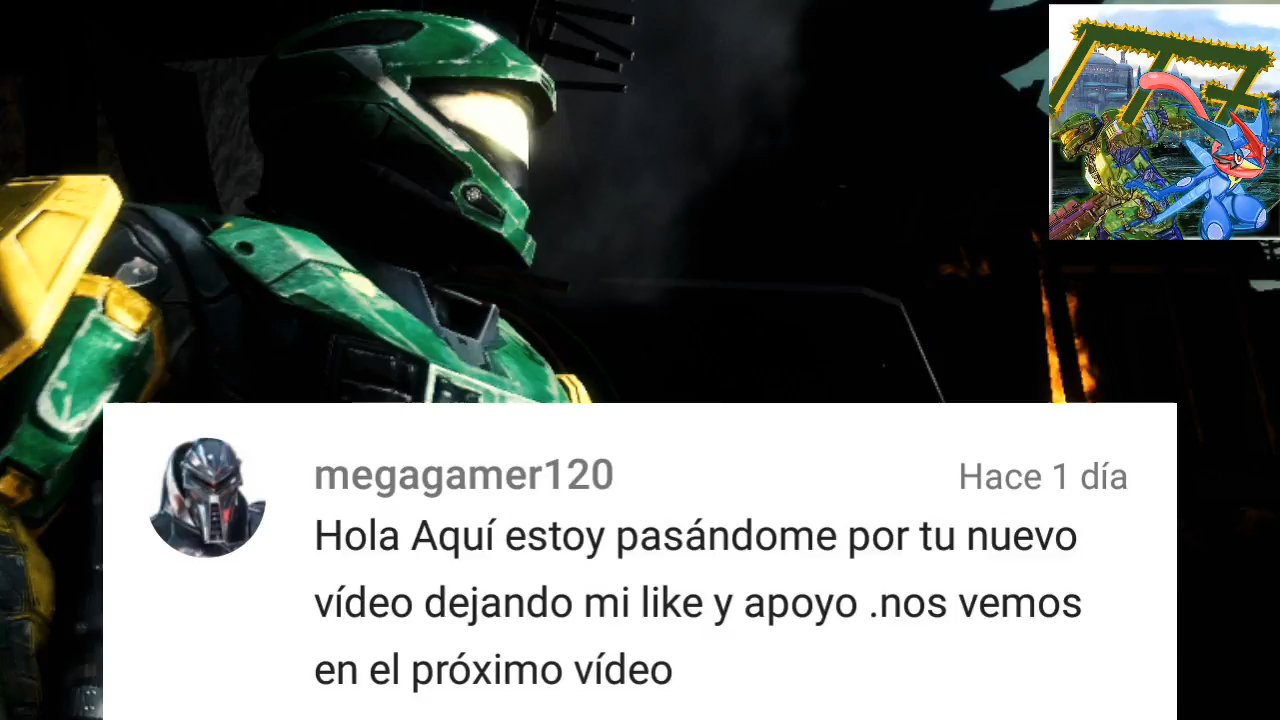 megagamer120
Hace 1 día
Hola Aquí estoy pasándome por tu nuevo
vídeo dejando mi like y apoyo .nos vemos
en el próximo vídeo